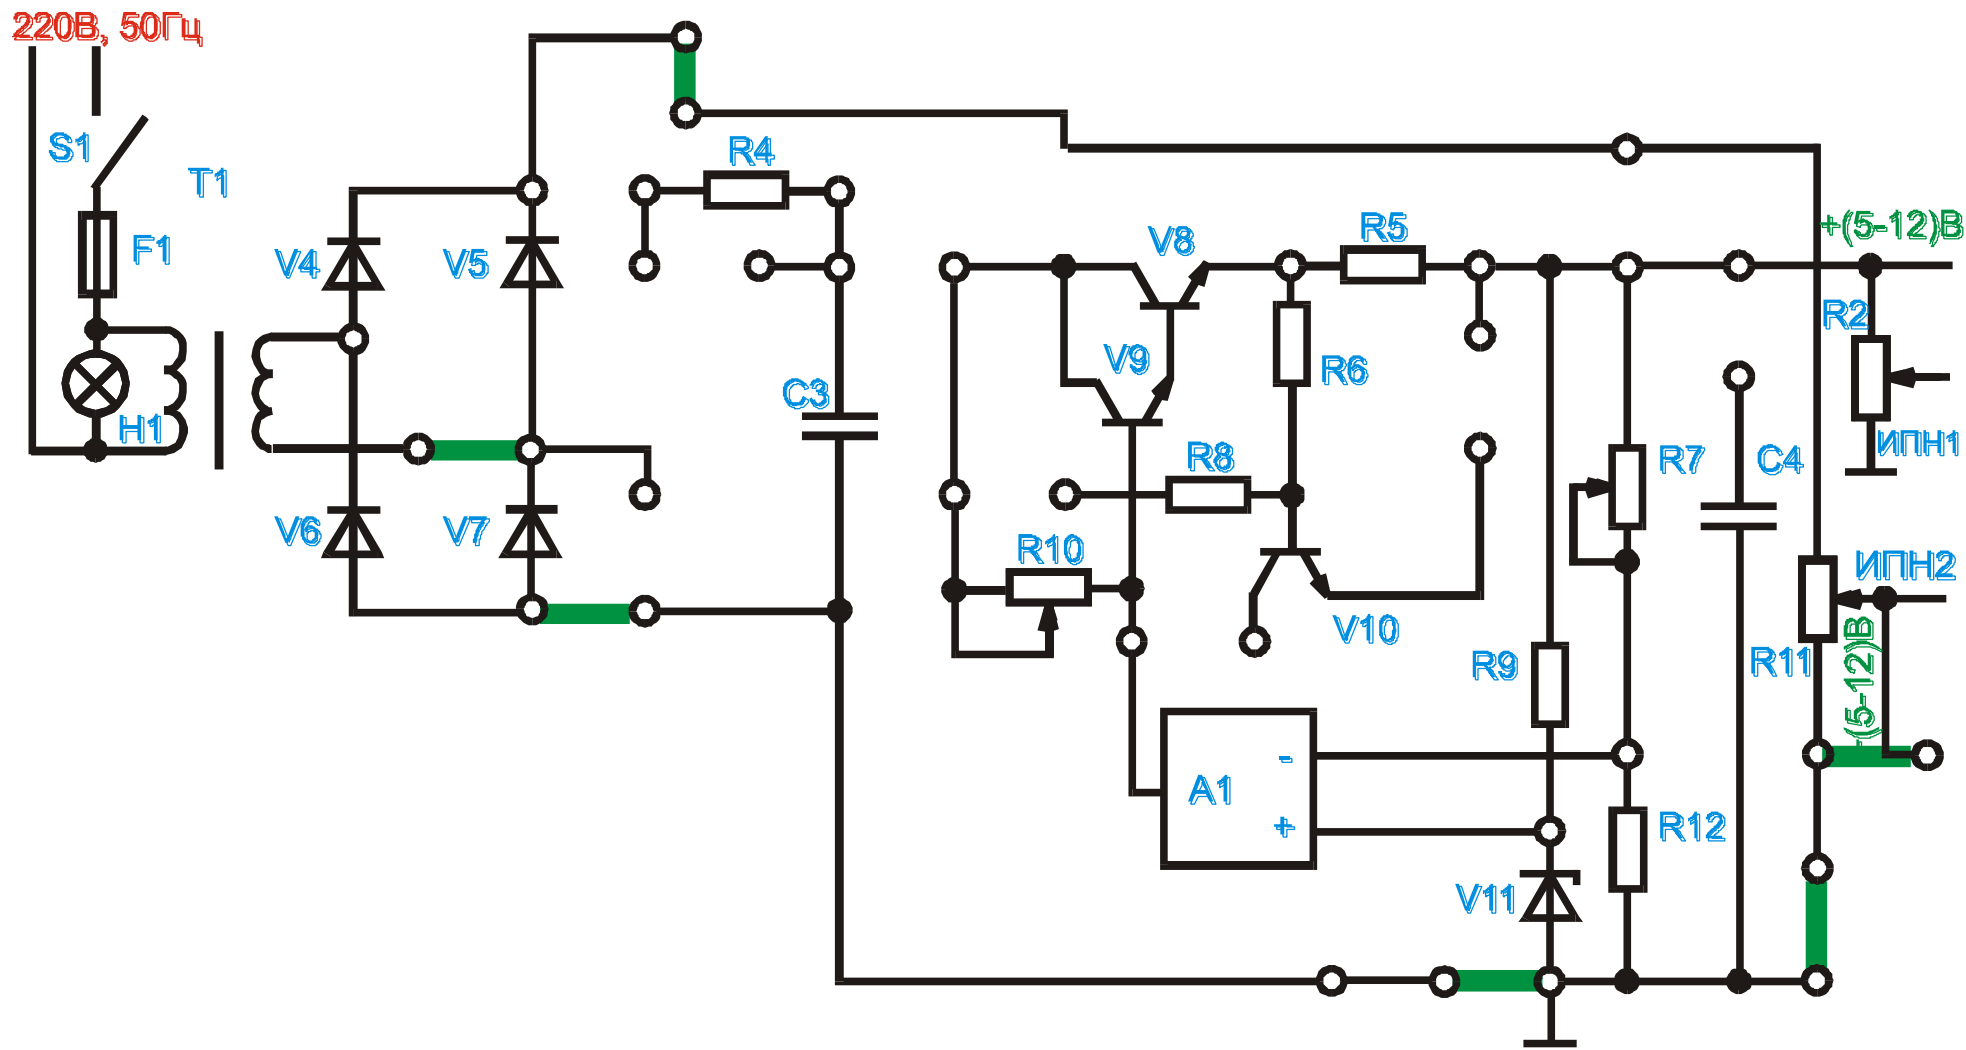 220В, 50Гц
S1
T1
F1
H1
V4
V5
V6
V7
R4
C3
V8
R5
V9
R6
R8
R10
V10
A1
-
+
R9
V11
R7
R12
C4
+(5-12)В
R2
ИПН1
ИПН2
R11
-(5-12)В